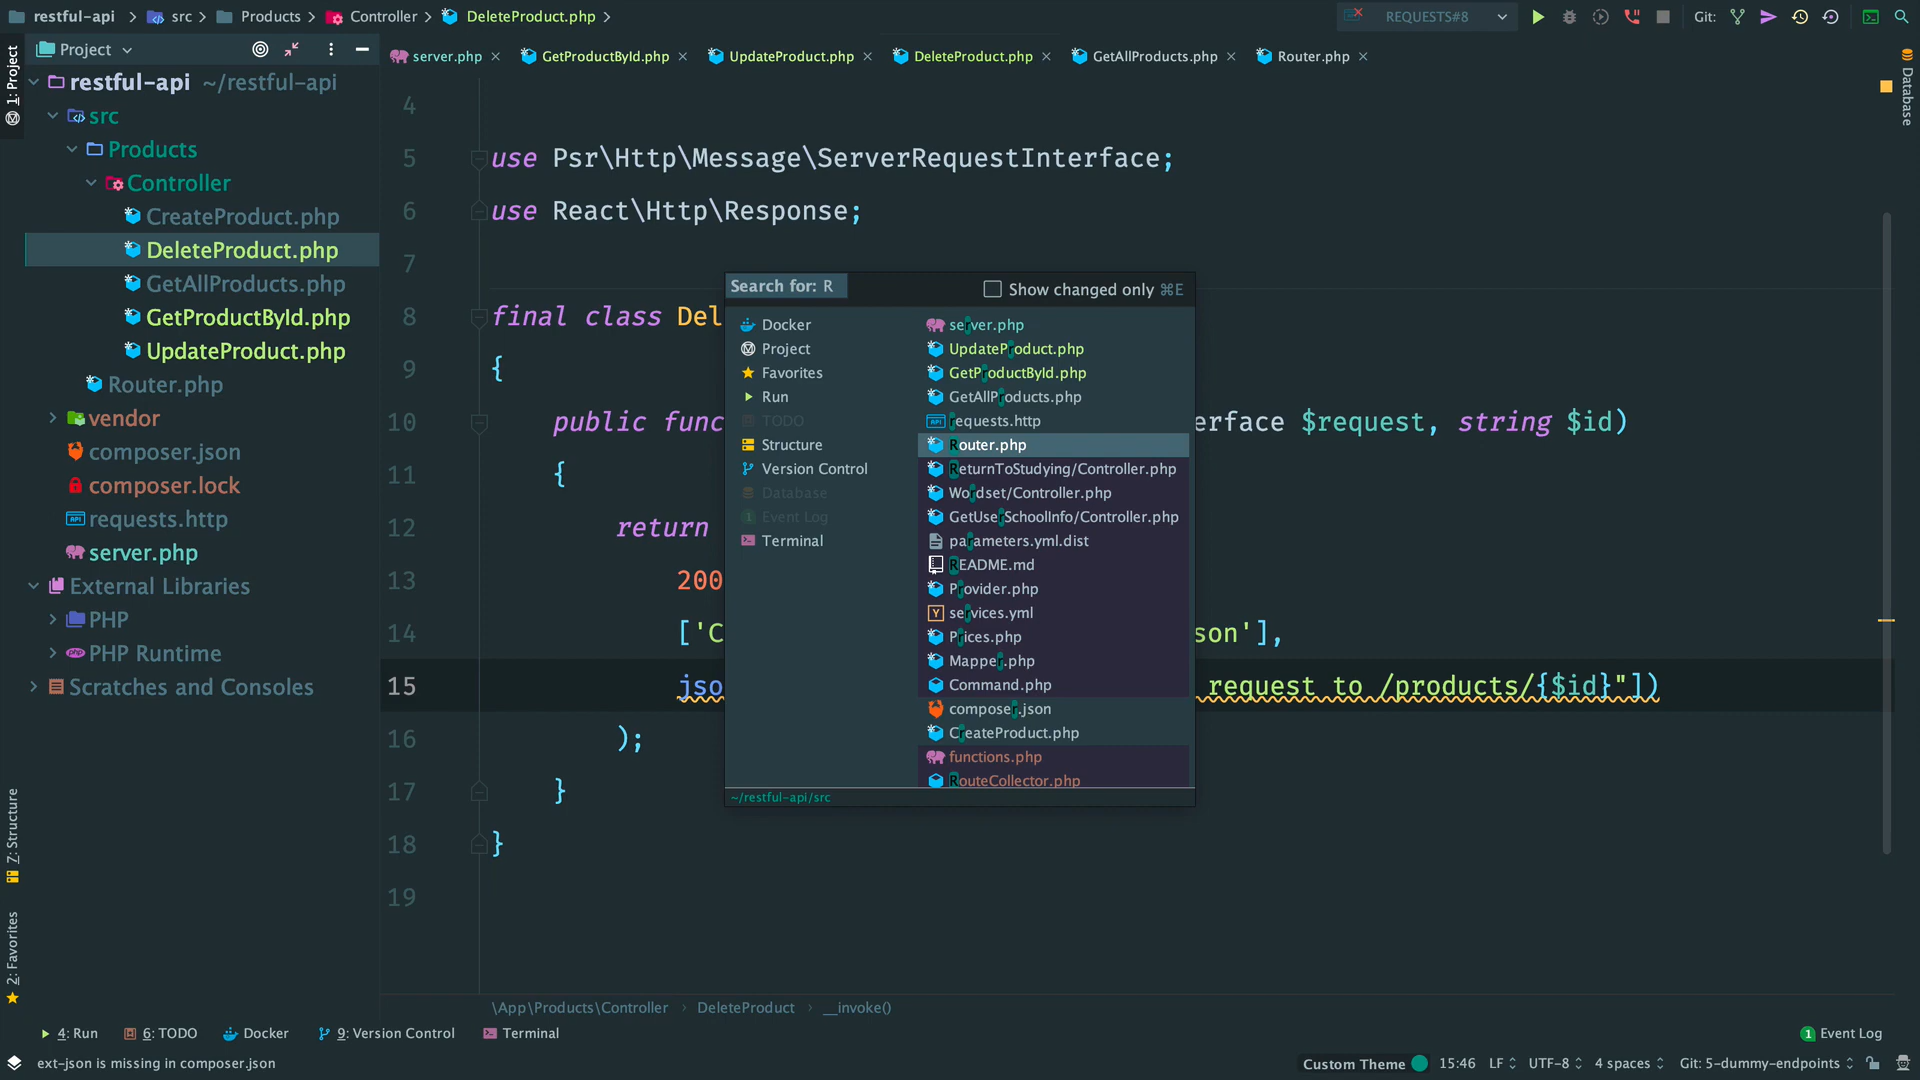 restful-api
src
Products
Controller
DeleteProduct.php
REQUESTS#8
Git:
Project
server.php
GetProductById.php
UpdateProduct.php
DeleteProduct.php
GetAllProducts.php
Router.php
1: Project
7: Structure
2: Favorites
Database
restful-api ~/restful-api
src
Products
Controller
CreateProduct.php
DeleteProduct.php
GetAllProducts.php
GetProductById.php
UpdateProduct.php
Router.php
vendor
composer.json
composer.lock
requests.http
server.php
External Libraries
PHP
PHP Runtime
Scratches and Consoles
4
5 use Psr\Http\Message\ServerRequestInterface;
6 use React\Http\Response;
7
8 final class Del
9 {
10 public func erface $request, string $id)
11 {
12 return
13 200
14 ['C son'],
15 jso request to /products/{$id}"])
16 );
17 }
18 }
19
Search for: R
Show changed only ⌘E
Docker
Project
Favorites
Run
TODO
Structure
Version Control
Database
Event Log
Terminal
server.php
UpdateProduct.php
GetProductById.php
GetAllProducts.php
requests.http
Router.php
ReturnToStudying/Controller.php
Wordset/Controller.php
GetUserSchoolInfo/Controller.php
parameters.yml.dist
README.md
Provider.php
services.yml
Prices.php
Mapper.php
Command.php
composer.json
CreateProduct.php
functions.php
RouteCollector.php
~/restful-api/src
\App\Products\Controller
DeleteProduct
__invoke()
4: Run
6: TODO
Docker
9: Version Control
Terminal
1 Event Log
ext-json is missing in composer.json
Custom Theme
15:46
LF
UTF-8
4 spaces
Git: 5-dummy-endpoints